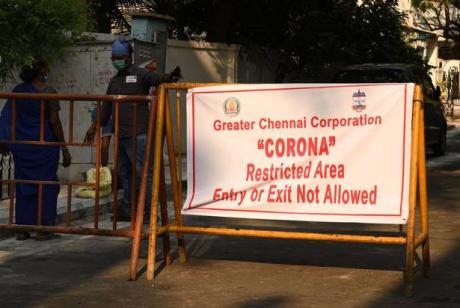 Greater Chennai Corporation
"CORONA"
Restricted Area
Entry or Exit Not Allowed